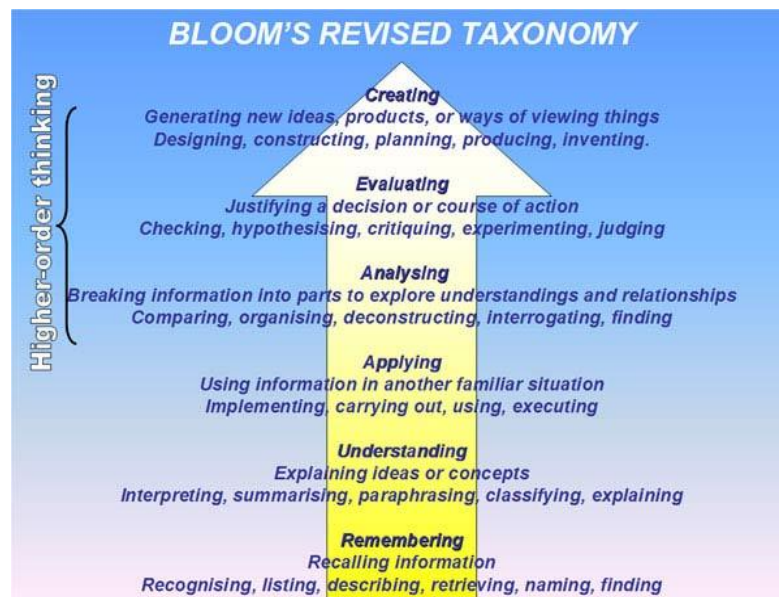 BLOOM'S REVISED TAXONOMY
Higher-order thinking
Creating
Generating new ideas, products, or ways of viewing things
Designing, constructing, planning, producing, inventing.
Evaluating
Justifying a decision or course of action
Checking, hypothesising, critiquing, experimenting, judging
Analysing
Breaking information into parts to explore understandings and relationships
Comparing, organising, deconstructing, interrogating, finding
Applying
Using information in another familiar situation
Implementing, carrying out, using, executing
Understanding
Explaining ideas or concepts
Interpreting, summarising, paraphrasing, classifying, explaining
Remembering
Recalling information
Recognising, listing, describing, retrieving, naming, finding